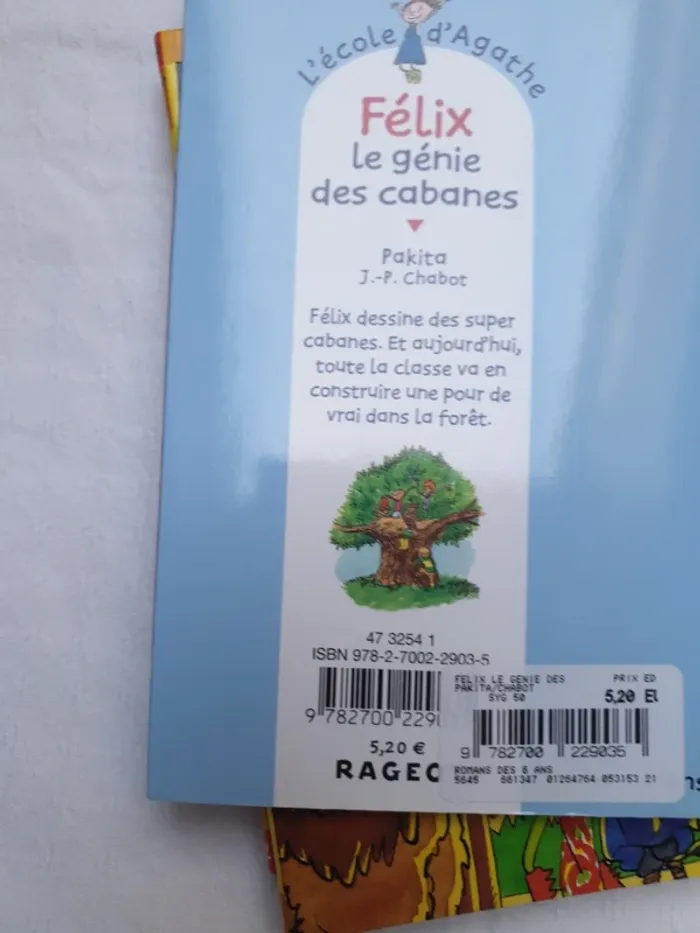 L'école d'Agathe
Félix
le génie
des cabanes
Pakita
J.-P. Chabot
Félix dessine des super
cabanes. Et aujourd'hui,
toute la classe va en
construire une pour de
vrai dans la forêt.
47 3254 1
ISBN 978-2-7002-2903-5
9 782700 229
5,20 €
RAGEO
FELIX LE GENIE DES PRIX ED
PAKITA/CHABOT
SYG 50 5,20 EU
9 782700 229035
ROMANS DES 6 ANS
5645 661347 01264764 053153 21